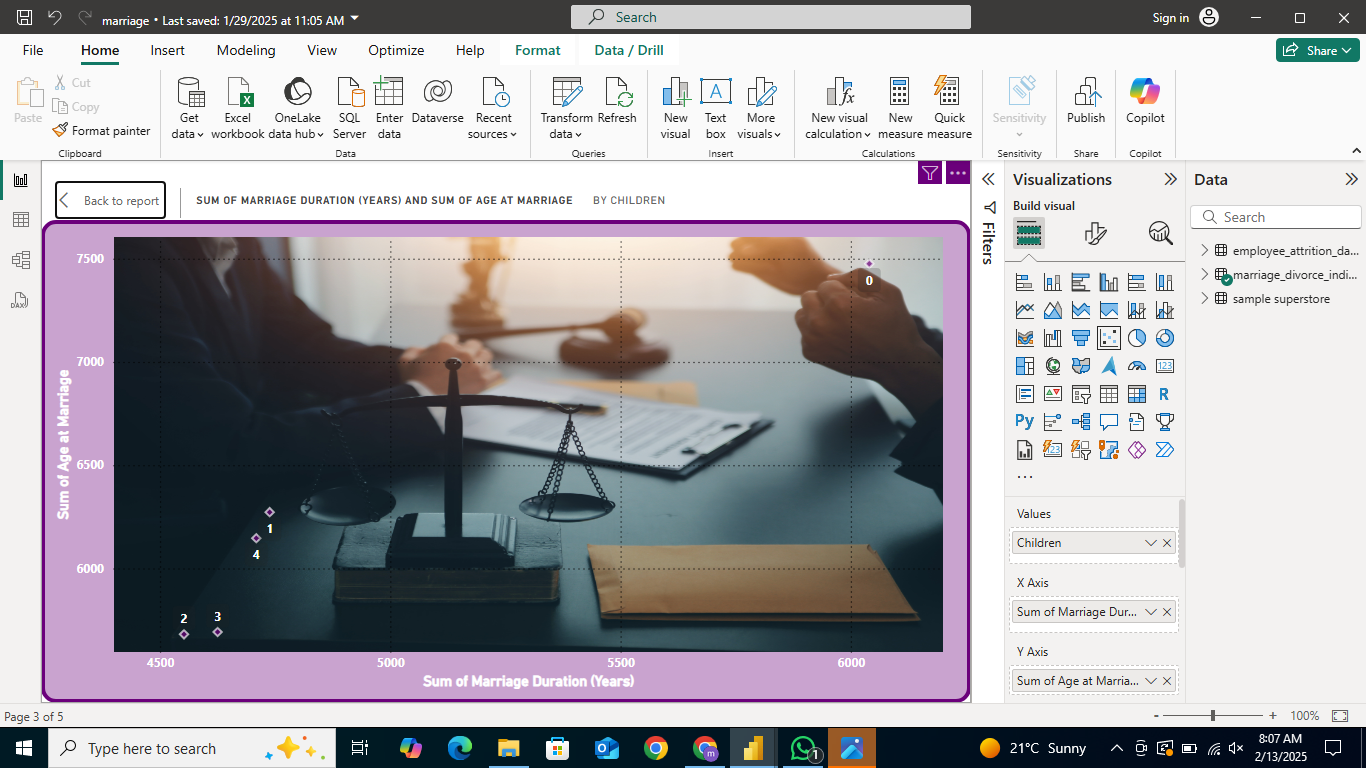 marriage • Last saved: 1/29/2025 at 11:05 AM
Search
Sign in
File Home Insert Modeling View Optimize Help Format Data / Drill
Share
Paste
Cut
Copy
Format painter
Clipboard
Get data
Excel workbook
OneLake data hub
SQL Server
Enter data
Dataverse
Recent sources
Data
Transform data
Refresh
Queries
New visual
Text box
More visuals
Insert
New visual calculation
New measure
Quick measure
Calculations
Sensitivity
Sensitivity
Publish
Share
Copilot
Copilot
Back to report
SUM OF MARRIAGE DURATION (YEARS) AND SUM OF AGE AT MARRIAGE BY CHILDREN
7500
7000
6500
6000
Sum of Age at Marriage
0
1
4
2
3
4500 5000 5500 6000
Sum of Marriage Duration (Years)
Filters
Visualizations
Build visual
123
R
Py
123
...
Values
Children
X Axis
Sum of Marriage Dur...
Y Axis
Sum of Age at Marria...
Data
Search
employee_attrition_da...
marriage_divorce_indi...
sample superstore
Page 3 of 5
- + 100%
Type here to search
m
1
21°C Sunny
8:07 AM
2/13/2025